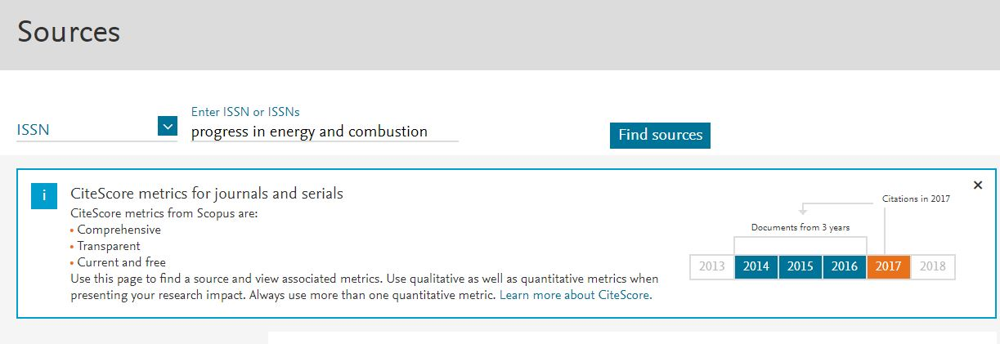 Sources
ISSN
Enter ISSN or ISSNs
progress in energy and combustion
Find sources
i
CiteScore metrics for journals and serials
CiteScore metrics from Scopus are:
• Comprehensive
• Transparent
• Current and free
Use this page to find a source and view associated metrics. Use qualitative as well as quantitative metrics when
presenting your research impact. Always use more than one quantitative metric. Learn more about CiteScore.
×
Citations in 2017
Documents from 3 years
2013 2014 2015 2016 2017 2018